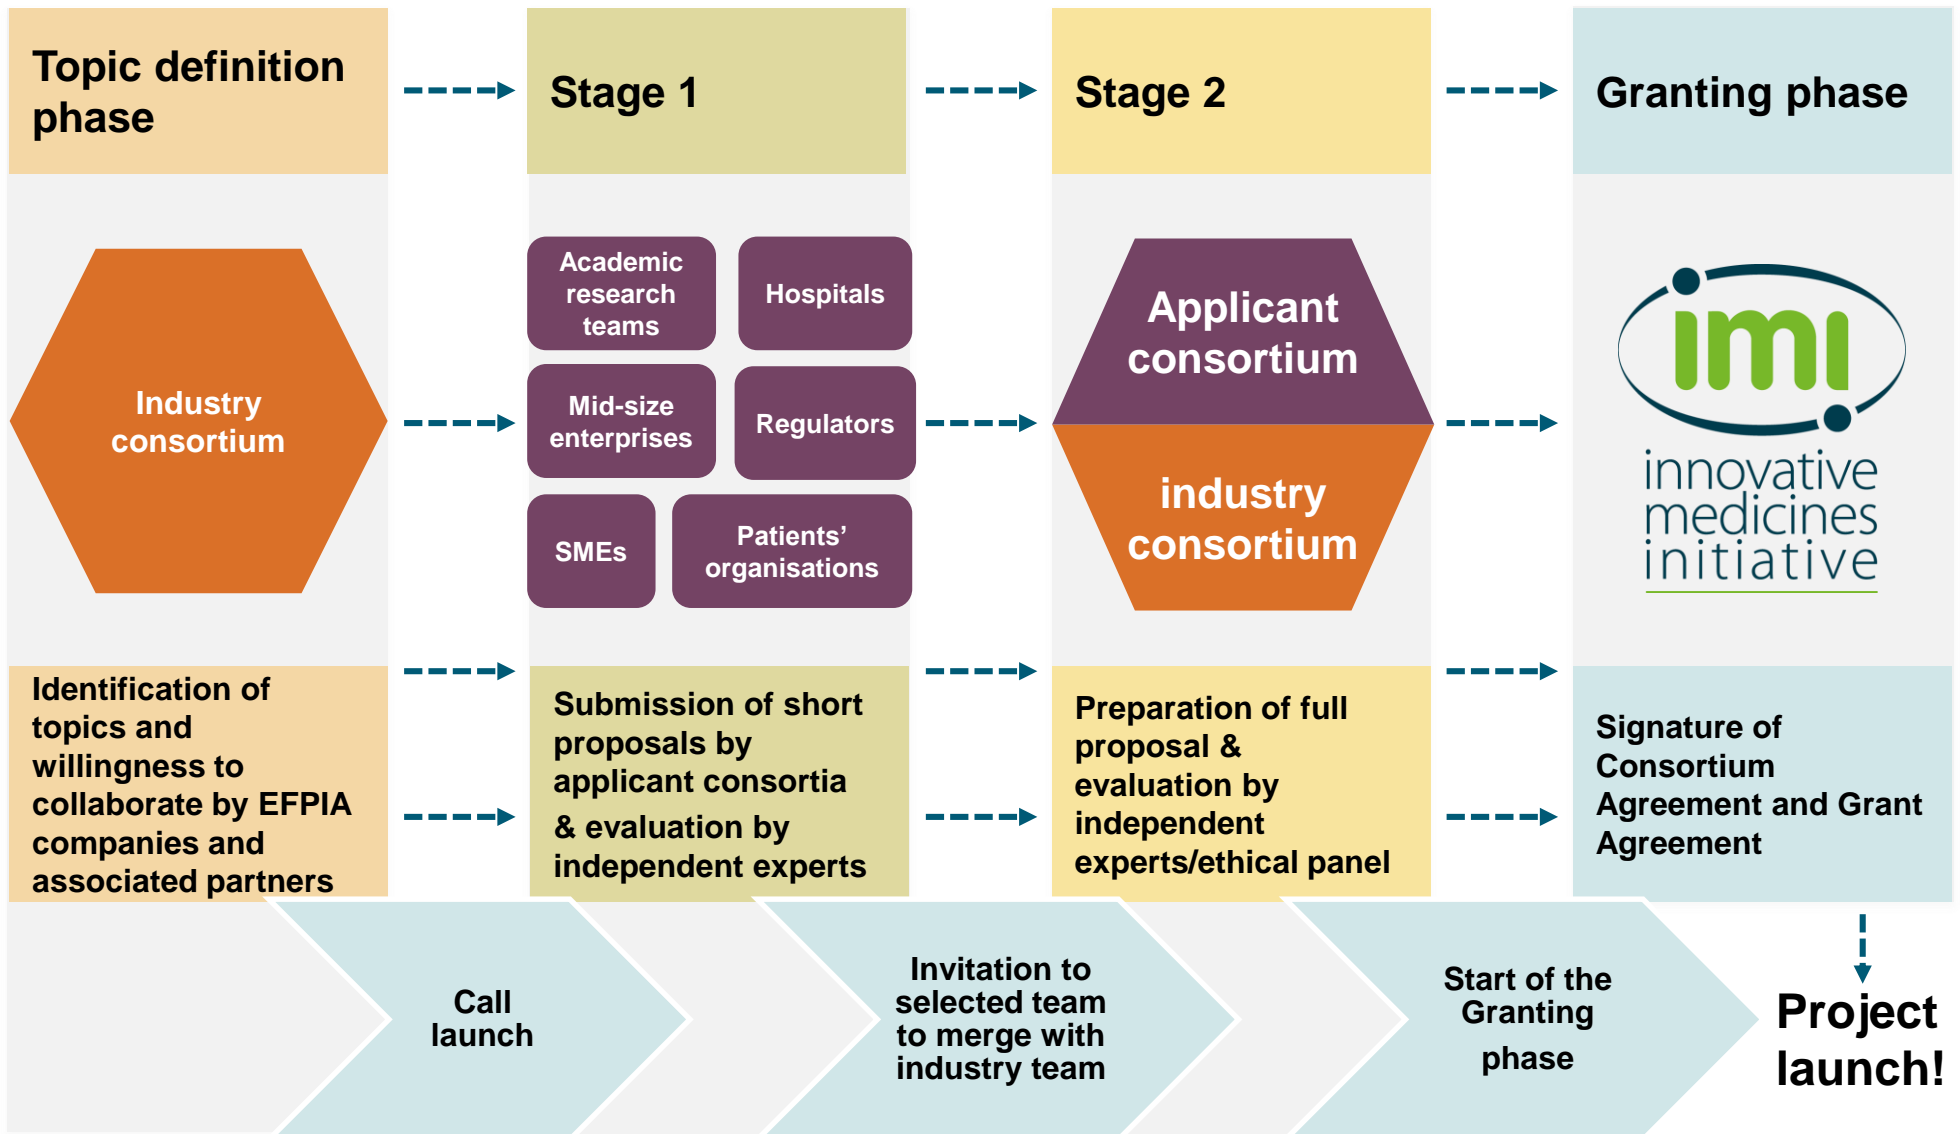 Topic definition
phase
Stage 1
Stage 2
Granting phase
Industry
consortium
Academic
research
teams
Hospitals
Mid-size
enterprises
Regulators
SMEs
Patients’
organisations
Applicant
consortium
industry
consortium
imi
innovative
medicines
initiative
Identification of
topics and
willingness to
collaborate by EFPIA
companies and
associated partners
Submission of short
proposals by
applicant consortia
& evaluation by
independent experts
Preparation of full
proposal &
evaluation by
independent
experts/ethical panel
Signature of
Consortium
Agreement and Grant
Agreement
Call
launch
Invitation to
selected team
to merge with
industry team
Start of the
Granting
phase
Project
launch!